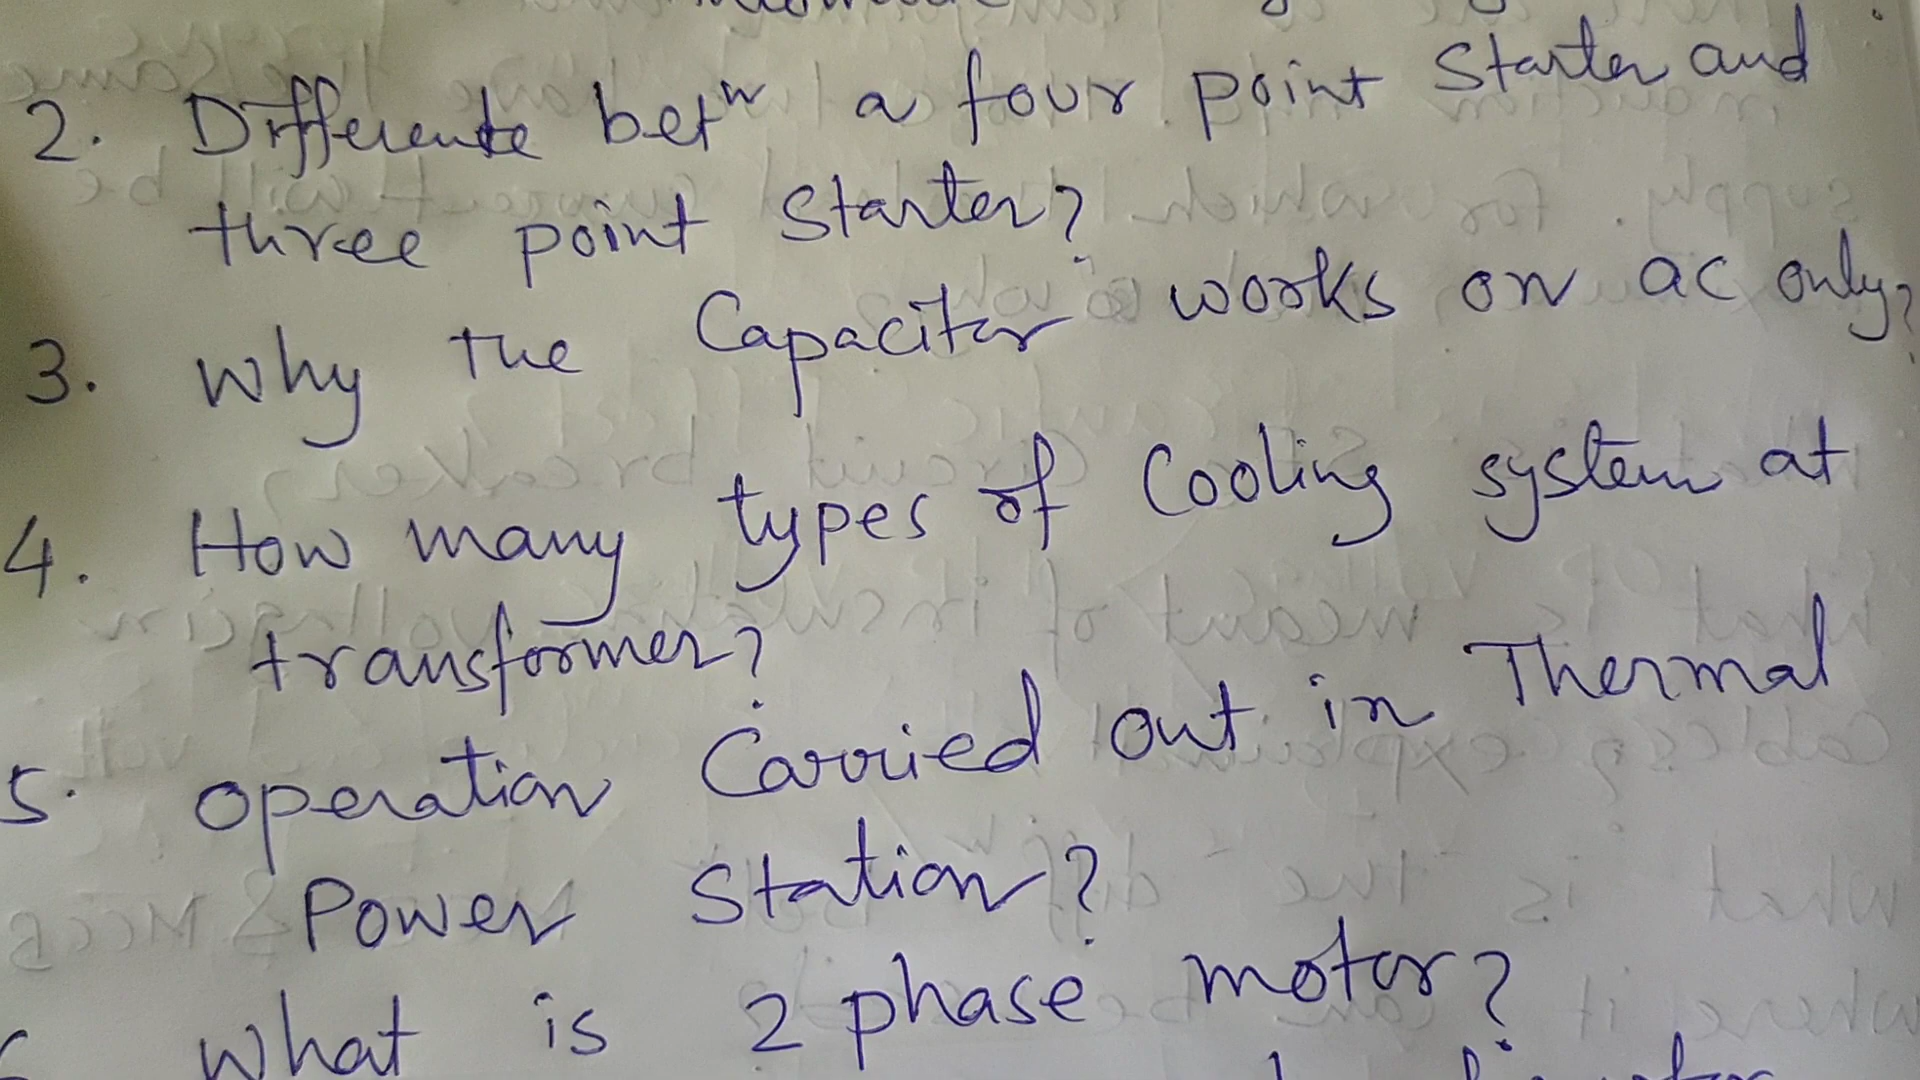 2. Difference betn a four point Starter and
three point Starter?
3. Why the Capacitor works on ac only?
4. How many types of Cooling system at
transformer?
5. operation Carried out in Thermal
Power Station?
What is 2 phase motor?